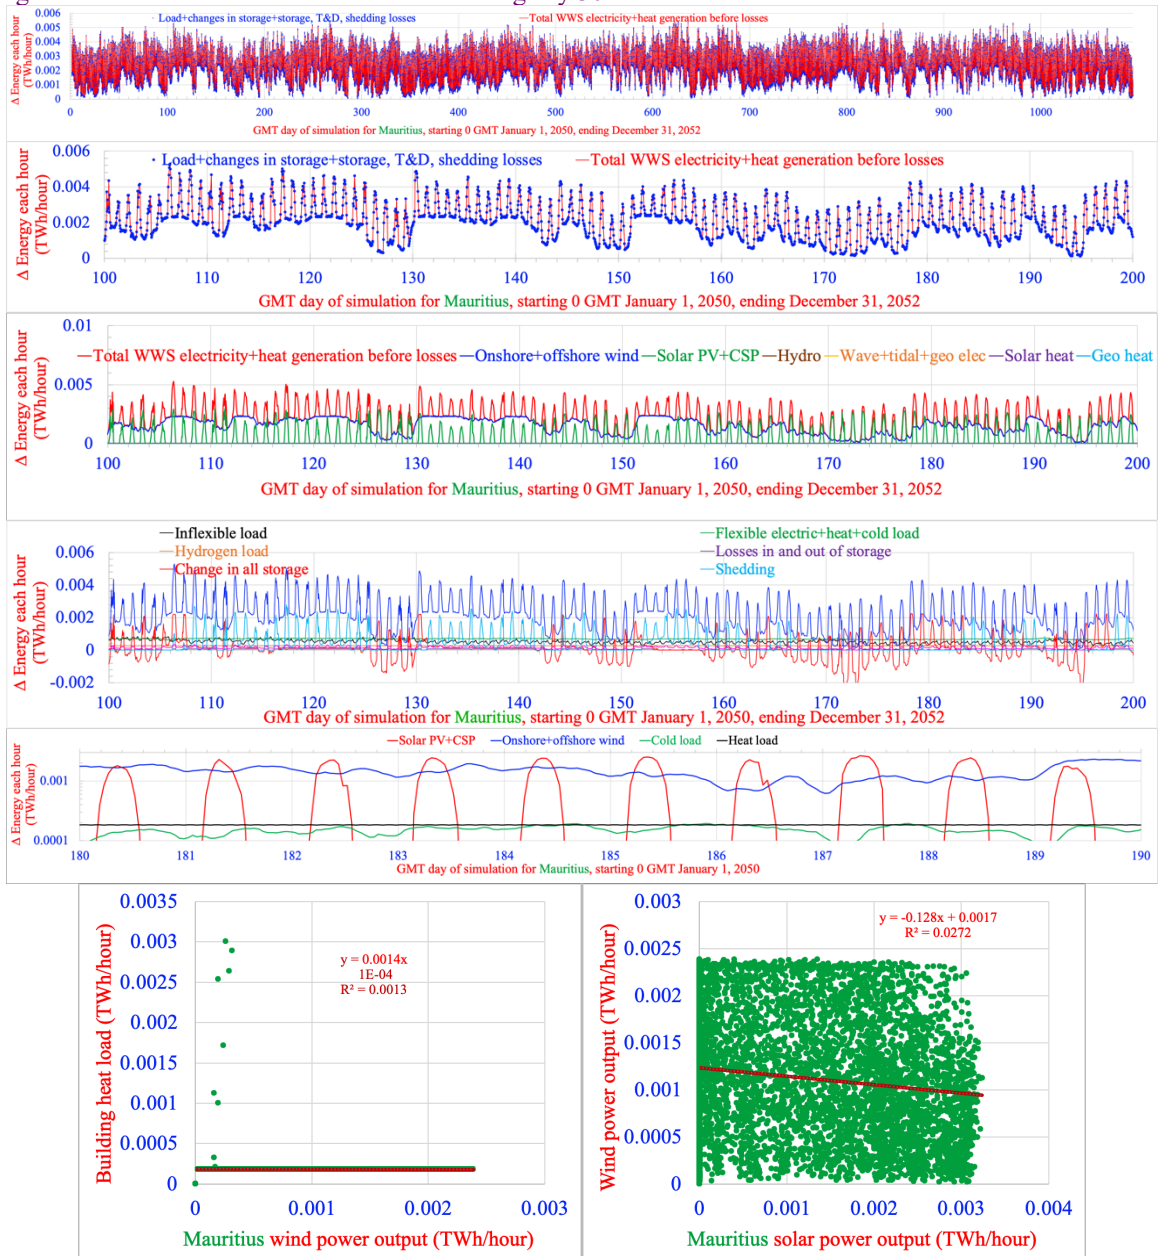 Load+changes in storage+storage, T&D, shedding losses
Total WWS electricity+heat generation before losses
Δ Energy each hour
(TWh/hour)
0.006
0.005
0.004
0.003
0.002
0.001
0
0 100 200 300 400 500 600 700 800 900 1000
GMT day of simulation for Mauritius, starting 0 GMT January 1, 2050, ending December 31, 2052
Load+changes in storage+storage, T&D, shedding losses
Total WWS electricity+heat generation before losses
Δ Energy each hour
(TWh/hour)
0.006
0.004
0.002
0
100 110 120 130 140 150 160 170 180 190 200
GMT day of simulation for Mauritius, starting 0 GMT January 1, 2050, ending December 31, 2052
Δ Energy each hour
(TWh/hour)
0.01
0.005
0
Total WWS electricity+heat generation before losses Onshore+offshore wind Solar PV+CSP Hydro Wave+tidal+geo elec Solar heat Geo heat
100 110 120 130 140 150 160 170 180 190 200
GMT day of simulation for Mauritius, starting 0 GMT January 1, 2050, ending December 31, 2052
Inflexible load
Flexible electric+heat+cold load
Hydrogen load
Losses in and out of storage
Change in all storage
Shedding
Δ Energy each hour
(TWh/hour)
0.006
0.004
0.002
0
-0.002
100 110 120 130 140 150 160 170 180 190 200
GMT day of simulation for Mauritius, starting 0 GMT January 1, 2050, ending December 31, 2052
Solar PV+CSP Onshore+offshore wind Cold load Heat load
Δ Energy each hour
(TWh/hour)
0.001
0.0001
180 181 182 183 184 185 186 187 188 189 190
GMT day of simulation for Mauritius, starting 0 GMT January 1, 2050
Building heat load (TWh/hour)
0.0035
0.003
0.0025
0.002
0.0015
0.001
0.0005
0
y = 0.0014x
1E-04
R² = 0.0013
0 0.001 0.002 0.003
Mauritius wind power output (TWh/hour)
Wind power output (TWh/hour)
0.003
0.0025
0.002
0.0015
0.001
0.0005
0
y = -0.128x + 0.0017
R² = 0.0272
0 0.001 0.002 0.003 0.004
Mauritius solar power output (TWh/hour)